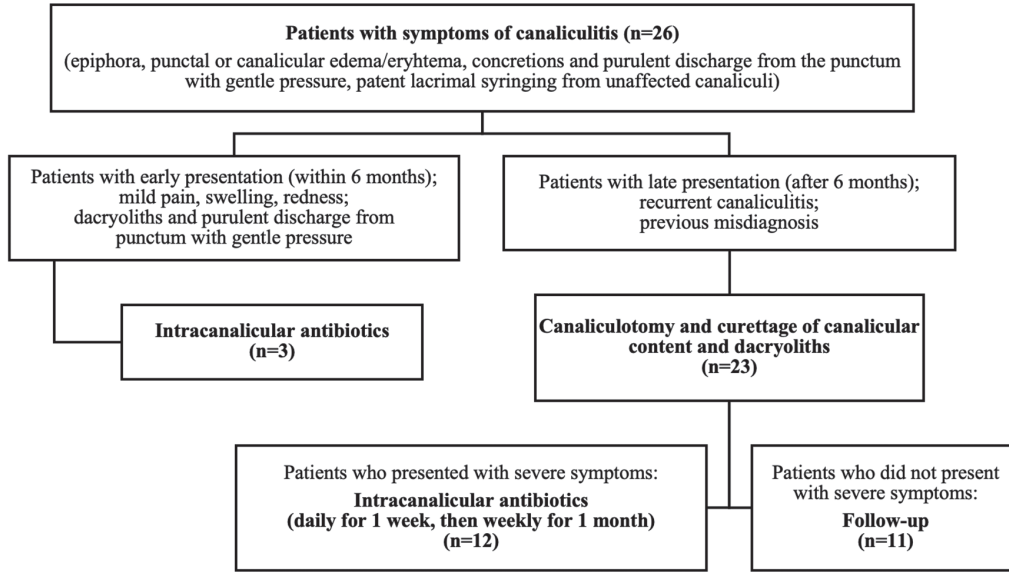 Patients with symptoms of canaliculitis (n=26)
(epiphora, punctal or canalicular edema/eryhtema, concretions and purulent discharge from the punctum
with gentle pressure, patent lacrimal syringing from unaffected canaliculi)
Patients with early presentation (within 6 months);
mild pain, swelling, redness;
dacryoliths and purulent discharge from
punctum with gentle pressure
Patients with late presentation (after 6 months);
recurrent canaliculitis;
previous misdiagnosis
Intracanalicular antibiotics
(n=3)
Canaliculotomy and curettage of canalicular
content and dacryoliths
(n=23)
Patients who presented with severe symptoms:
Intracanalicular antibiotics
(daily for 1 week, then weekly for 1 month)
(n=12)
Patients who did not present
with severe symptoms:
Follow-up
(n=11)